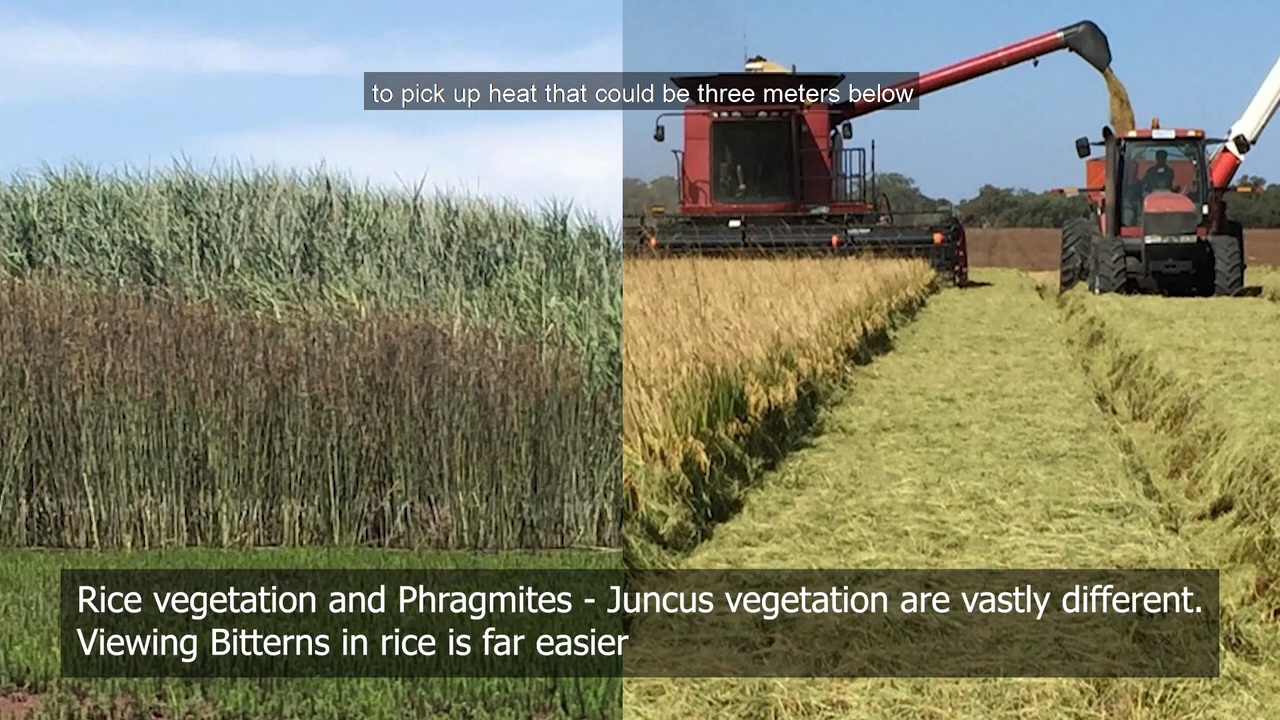 to pick up heat that could be three meters below
Rice vegetation and Phragmites - Juncus vegetation are vastly different.
Viewing Bitterns in rice is far easier